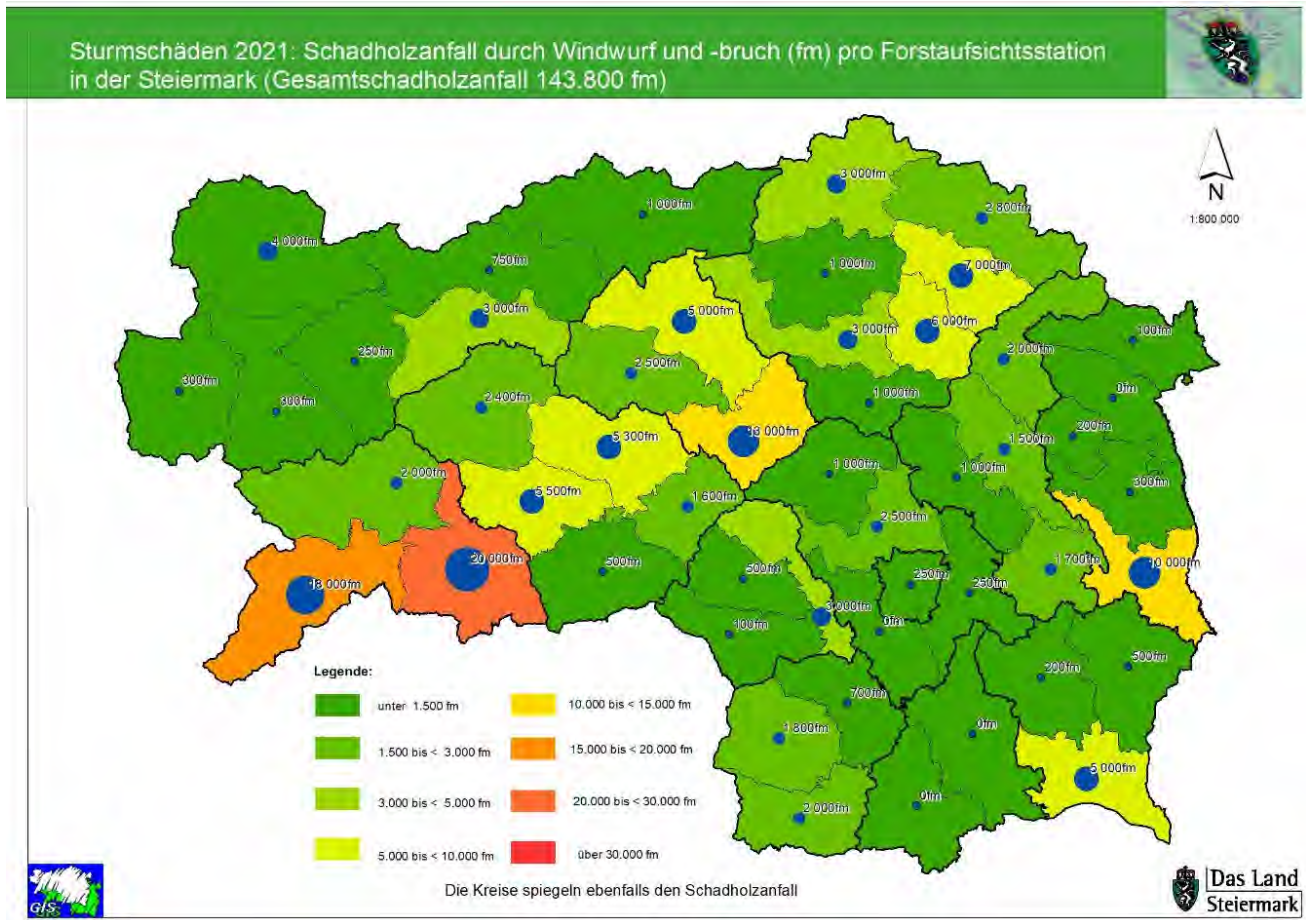 Sturmschäden 2021: Schadholzanfall durch Windwurf und -bruch (fm) pro Forstaufsichtsstation
in der Steiermark (Gesamtschadholzanfall 143.800 fm)
N
1:800.000
3 000fm
2 800fm
1 000fm
4 000fm
750fm
1 000fm
7 000fm
3 000fm
5 000fm
6 000fm
3 000fm
100fm
250fm
2 500fm
2 000fm
300fm
300fm
2 400fm
1 000fm
0fm
5 300fm
13 000fm
200fm
1 500fm
2 000fm
1 000fm
1 000fm
300fm
5 500fm
1 600fm
2 500fm
20 000fm
500fm
500fm
250fm
250fm
1 700fm
10 000fm
18 000fm
3 000fm
100fm
0fm
200fm
500fm
700fm
1 800fm
0fm
5 000fm
2 000fm
0fm
Legende:
unter 1.500 fm
10.000 bis < 15.000 fm
1.500 bis < 3.000 fm
15.000 bis < 20.000 fm
3.000 bis < 5.000 fm
20.000 bis < 30.000 fm
5.000 bis < 10.000 fm
über 30.000 fm
Die Kreise spiegeln ebenfalls den Schadholzanfall
GIS
Das Land
Steiermark